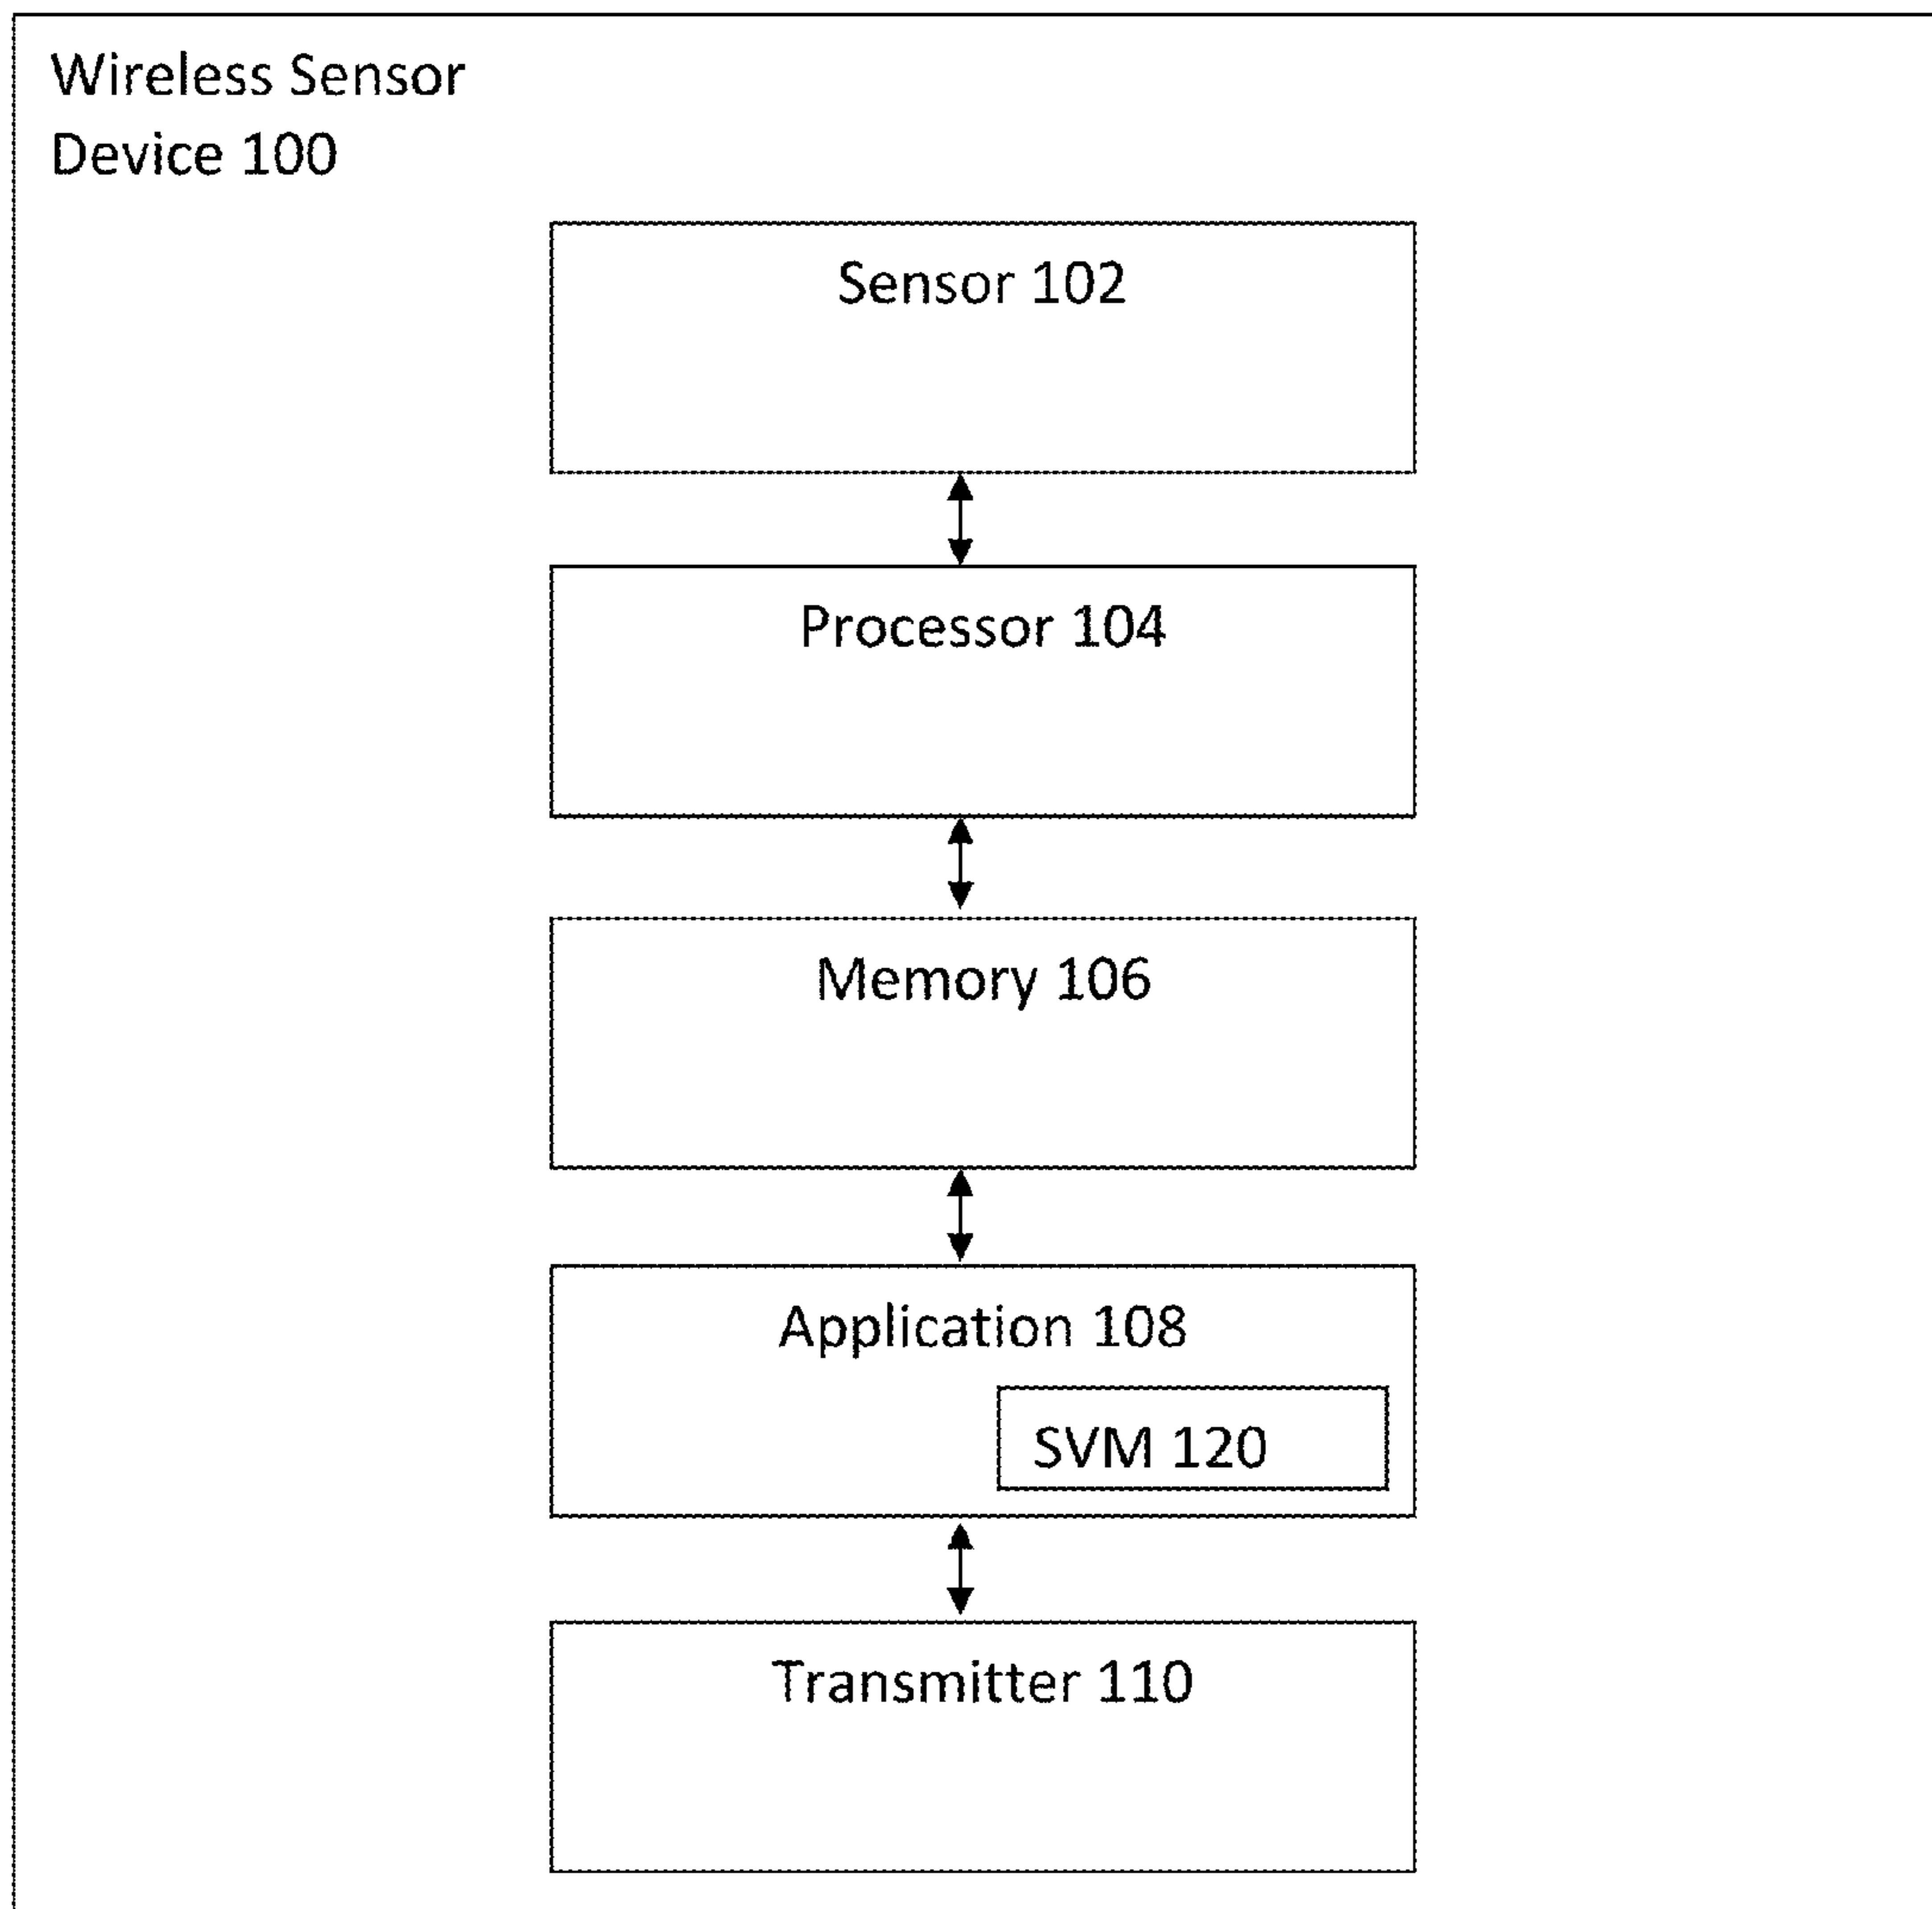 Wireless Sensor
Device 100
Sensor 102
Processor 104
Memory 106
Application 108
SVM 120
Transmitter 110